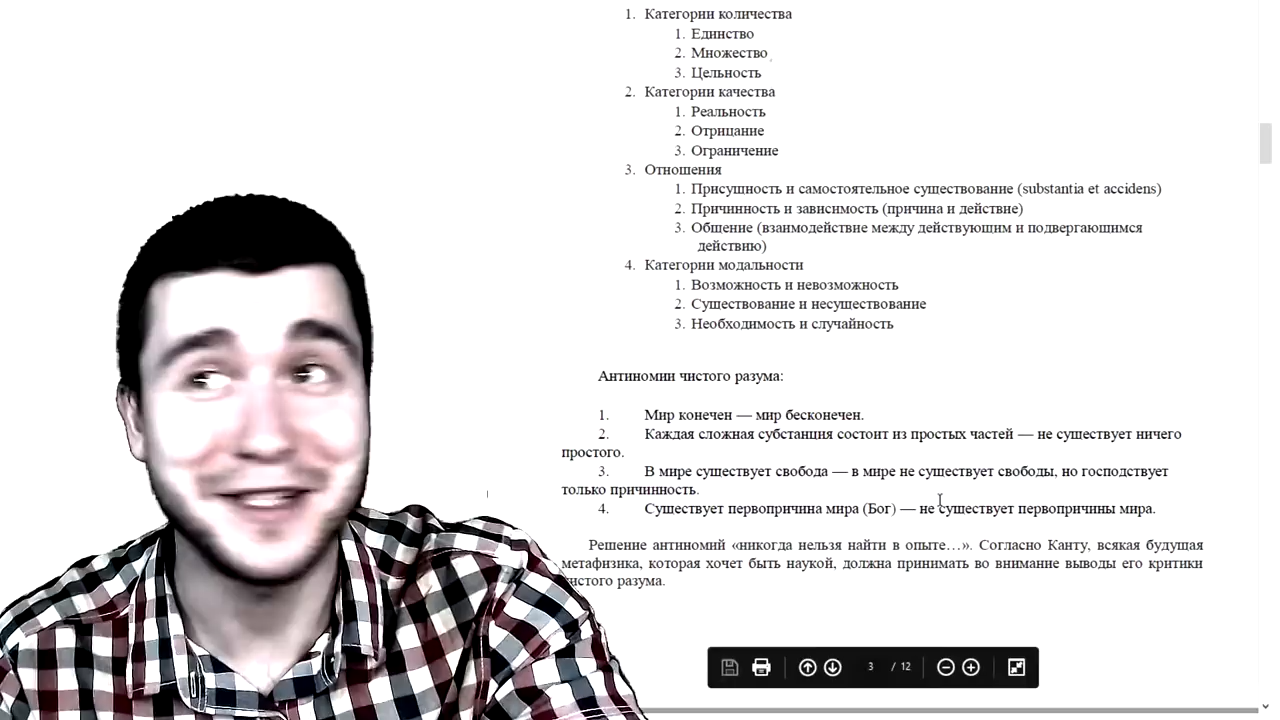 1. Категории количества
1. Единство
2. Множество
3. Цельность
2. Категории качества
1. Реальность
2. Отрицание
3. Ограничение
3. Отношения
1. Присущность и самостоятельное существование (substantia et accidens)
2. Причинность и зависимость (причина и действие)
3. Общение (взаимодействие между действующим и подвергающимся
действию)
4. Категории модальности
1. Возможность и невозможность
2. Существование и несуществование
3. Необходимость и случайность
Антиномии чистого разума:
1. Мир конечен — мир бесконечен.
2. Каждая сложная субстанция состоит из простых частей — не существует ничего
простого.
3. В мире существует свобода — в мире не существует свободы, но господствует
только причинность.
4. Существует первопричина мира (Бог) — не существует первопричины мира.
Решение антиномий «никогда нельзя найти в опыте…». Согласно Канту, всякая будущая
метафизика, которая хочет быть наукой, должна принимать во внимание выводы его критики
чистого разума.
3 / 12